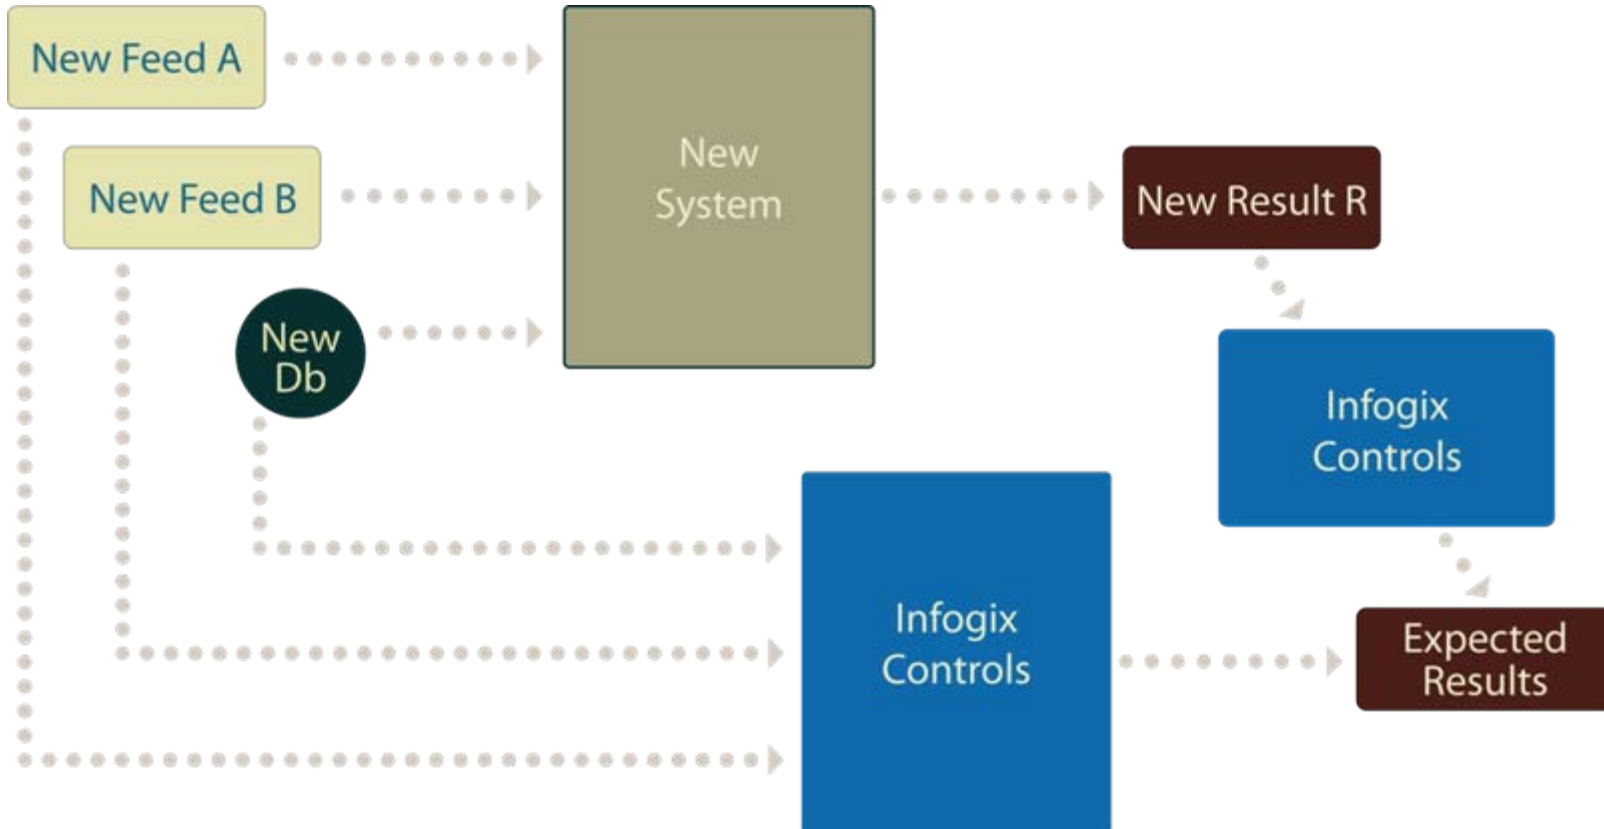 New Feed A
New Feed B
New
Db
New
System
New Result R
Infogix
Controls
Infogix
Controls
Expected
Results